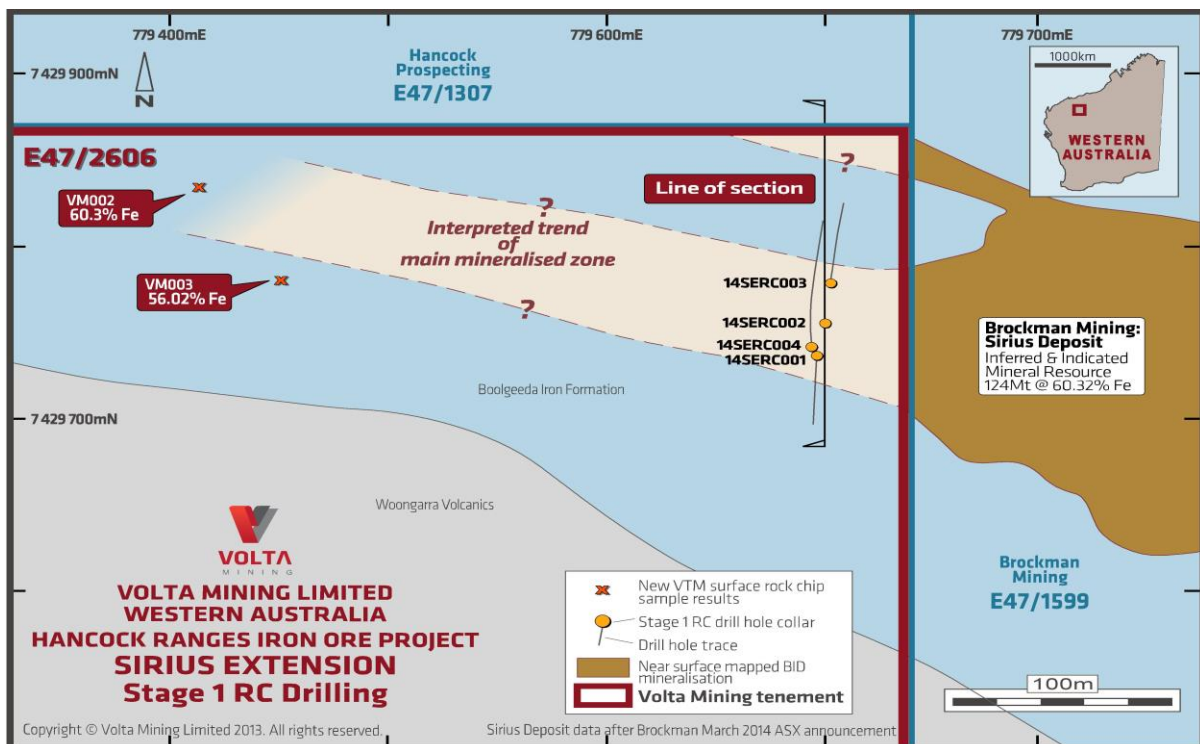 779 400mE
779 600mE
779 700mE
7 429 900mN
N
Hancock
Prospecting
E47/1307
1000km
WESTERN
AUSTRALIA
E47/2606
VM002
60.3% Fe
?
?
Line of section
Interpreted trend
of
main mineralised zone
VM003
56.02% Fe
?
14SERC003
14SERC002
14SERC004
14SERC001
Brockman Mining:
Sirius Deposit
Inferred & Indicated
Mineral Resource
124Mt @ 60.32% Fe
Boolgeeda Iron Formation
7 429 700mN
Woongarra Volcanics
VOLTA
MINING
VOLTA MINING LIMITED
WESTERN AUSTRALIA
HANCOCK RANGES IRON ORE PROJECT
SIRIUS EXTENSION
Stage 1 RC Drilling
New VTM surface rock chip
sample results
Stage 1 RC drill hole collar
Drill hole trace
Near surface mapped BID
mineralisation
Volta Mining tenement
Brockman
Mining
E47/1599
100m
Copyright © Volta Mining Limited 2013. All rights reserved.
Sirius Deposit data after Brockman March 2014 ASX announcement